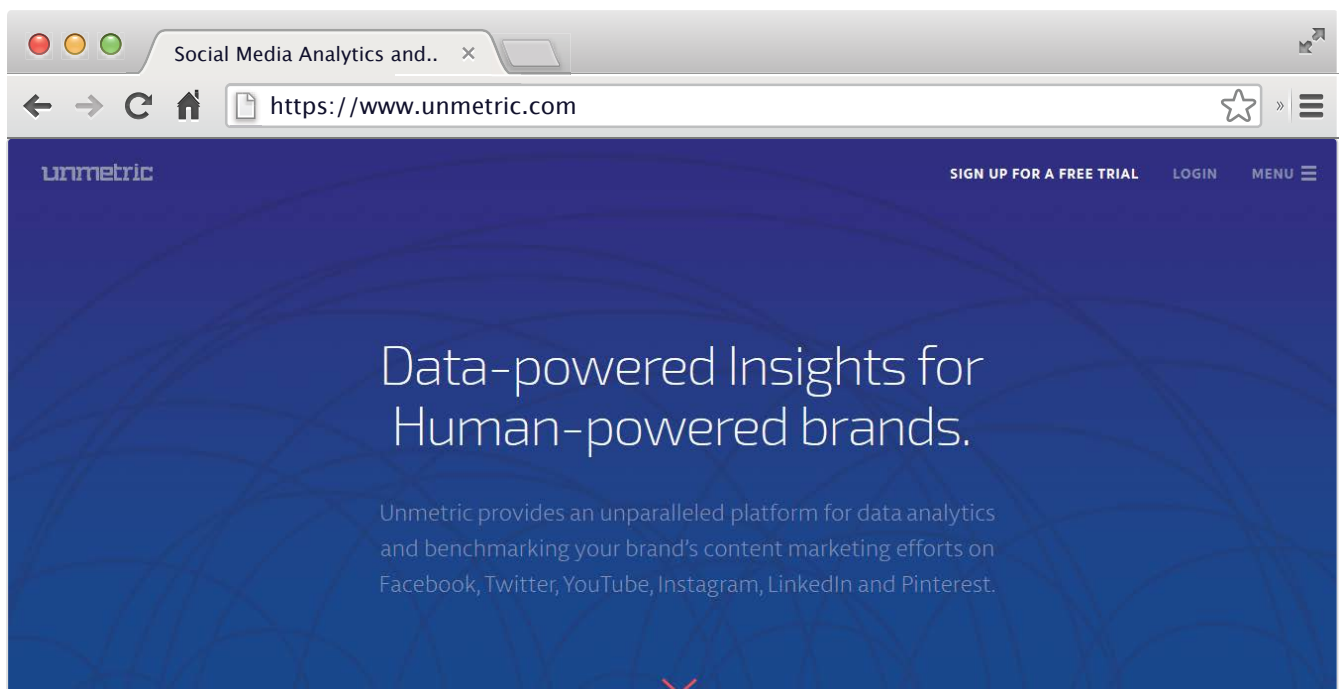 Social Media Analytics and..
https://www.unmetric.com
unmetric
SIGN UP FOR A FREE TRIAL LOGIN MENU
Data-powered Insights for
Human-powered brands.
Unmetric provides an unparalleled platform for data analytics
and benchmarking your brand’s content marketing efforts on
Facebook, Twitter, YouTube, Instagram, LinkedIn and Pinterest.